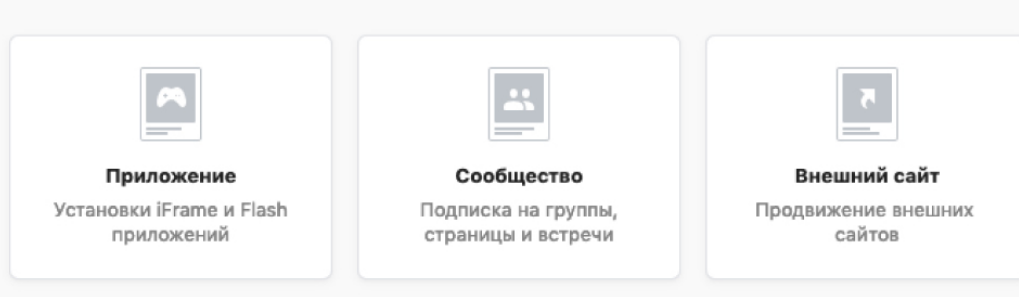 Приложение
Установки iFrame и Flash
приложений
Сообщество
Подписка на группы,
страницы и встречи
Внешний сайт
Продвижение внешних
сайтов